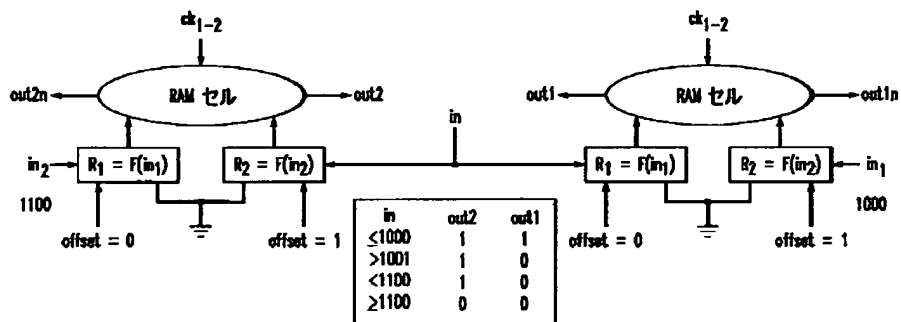 ck1-2
ck1-2
out2n
RAM セル
out2
in
out1
RAM セル
out1n
in2
R1 = F(in1)
R2 = F(in2)
R1 = F(in1)
R2 = F(in2)
in1
1100
1000
offset = 0
offset = 1
offset = 0
offset = 1
in out2 out1
≤1000 1 1
>1001 1 0
<1100 1 0
≥1100 0 0